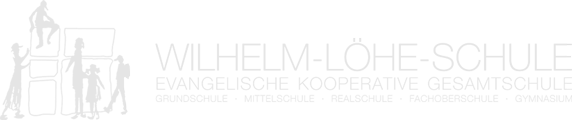 WILHELM-LÖHE-SCHULE
EVANGELISCHE KOOPERATIVE GESAMTSCHULE
GRUNDSCHULE · MITTELSCHULE · REALSCHULE · FACHOBERSCHULE · GYMNASIUM